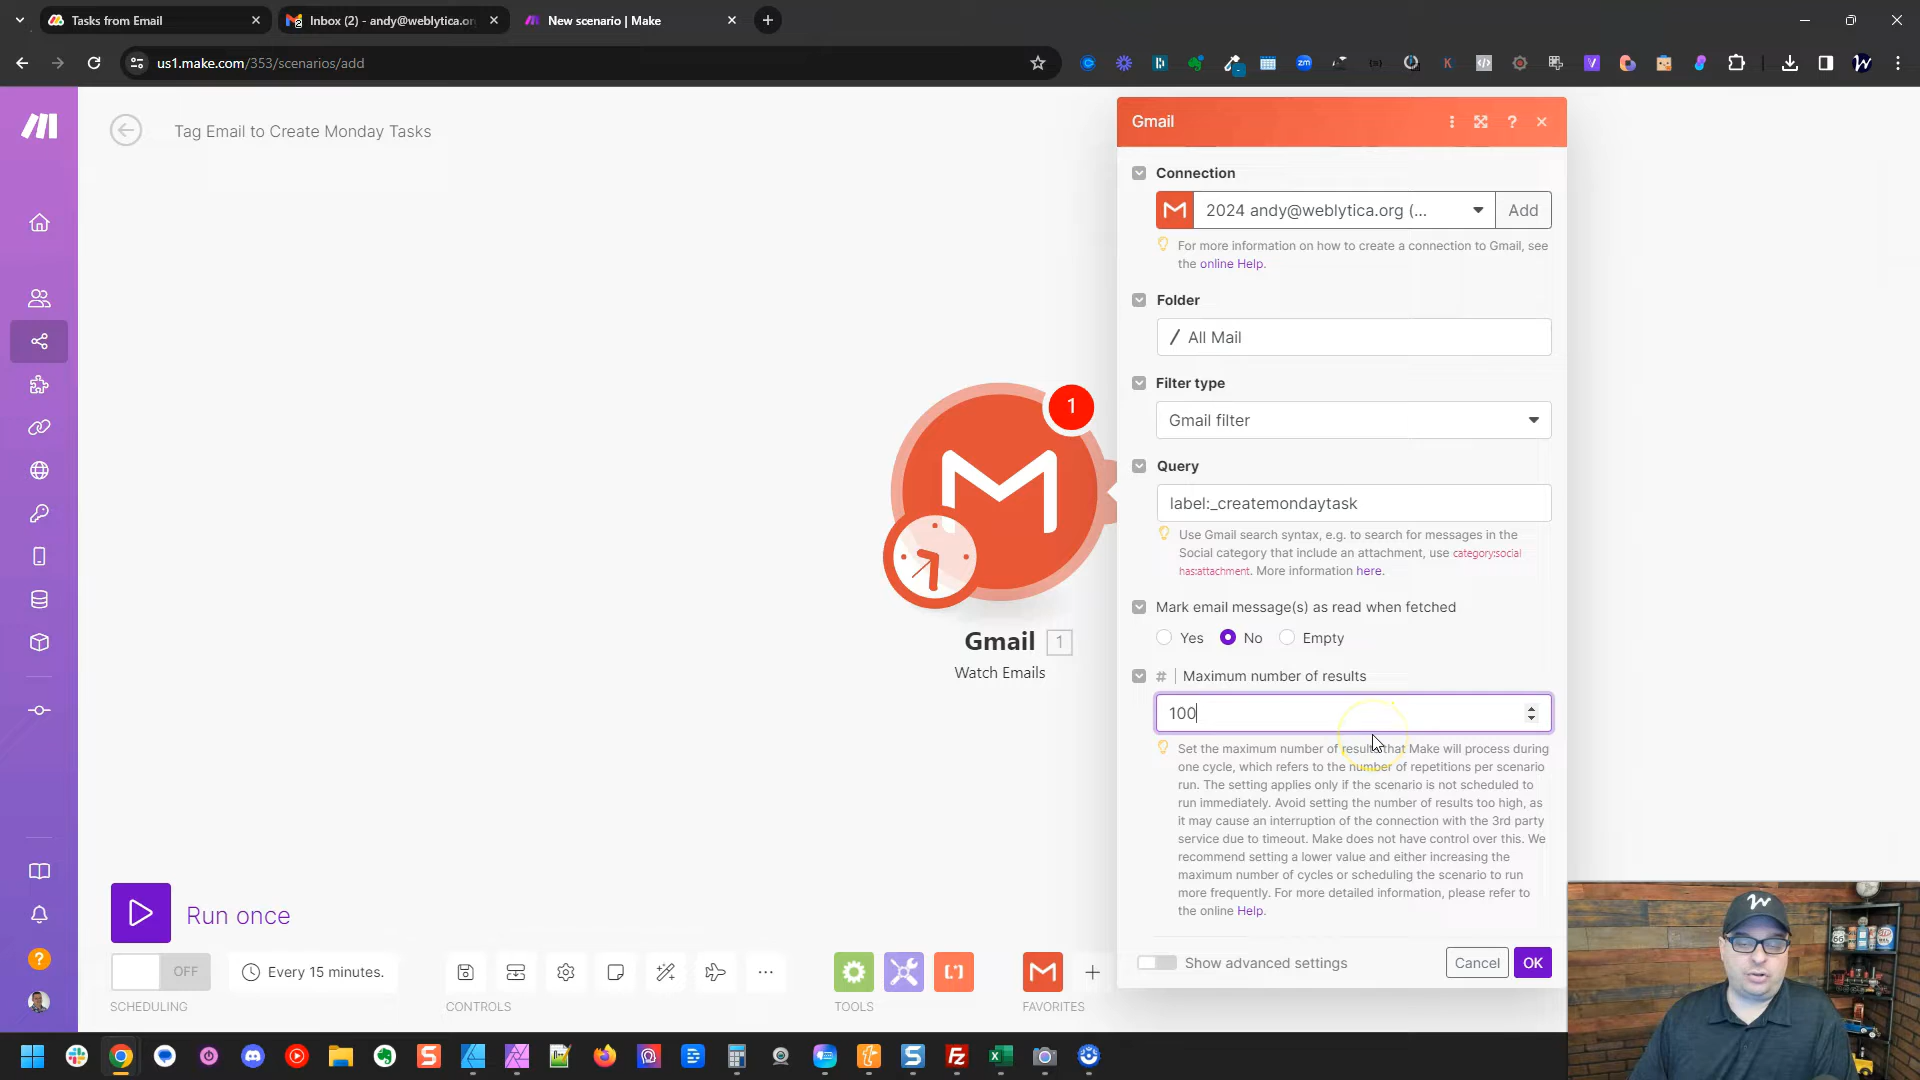 Tasks from Email
Inbox (2) - andy@weblytica.or
New scenario | Make
us1.make.com/353/scenarios/add
Tag Email to Create Monday Tasks
Gmail
Connection
2024 andy@weblytica.org (...
Add
For more information on how to create a connection to Gmail, see
the online Help.
Folder
/ All Mail
Filter type
Gmail filter
Query
label:_createmondaytask
Use Gmail search syntax, e.g. to search for messages in the
Social category that include an attachment, use category:social
has:attachment. More information here.
Mark email message(s) as read when fetched
Yes No Empty
# | Maximum number of results
100
Set the maximum number of results that Make will process during
one cycle, which refers to the number of repetitions per scenario
run. The setting applies only if the scenario is not scheduled to
run immediately. Avoid setting the number of results too high, as
it may cause an interruption of the connection with the 3rd party
service due to timeout. Make does not have control over this. We
recommend setting a lower value and either increasing the
maximum number of cycles or scheduling the scenario to run
more frequently. For more detailed information, please refer to
the online Help.
Show advanced settings
Cancel
OK
1
Gmail 1
Watch Emails
Run once
OFF
Every 15 minutes.
SCHEDULING
CONTROLS
TOOLS
FAVORITES